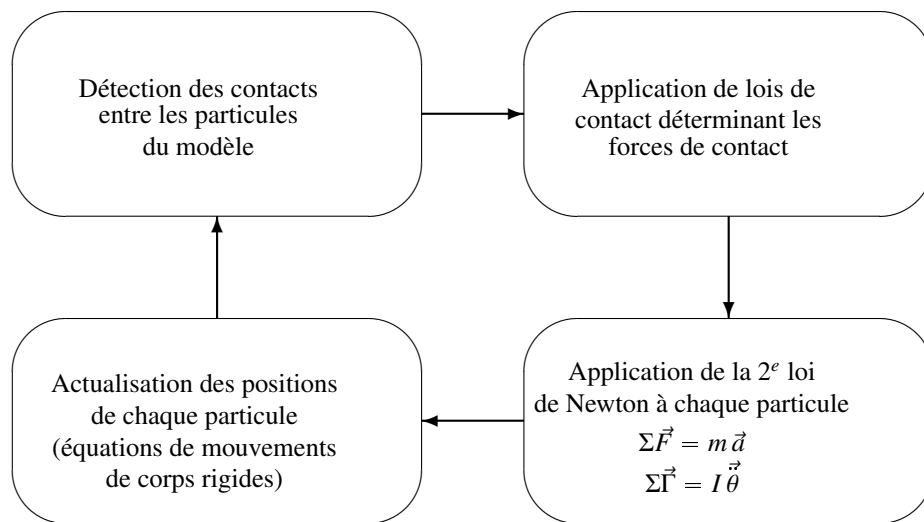 Détection des contacts
entre les particules
du modèle
Application de lois de
contact déterminant les
forces de contact
Application de la 2ᵉ loi
de Newton à chaque particule
ΣF⃗ = m a⃗
ΣΓ⃗ = I θ⃗̈
Actualisation des positions
de chaque particule
(équations de mouvements
de corps rigides)